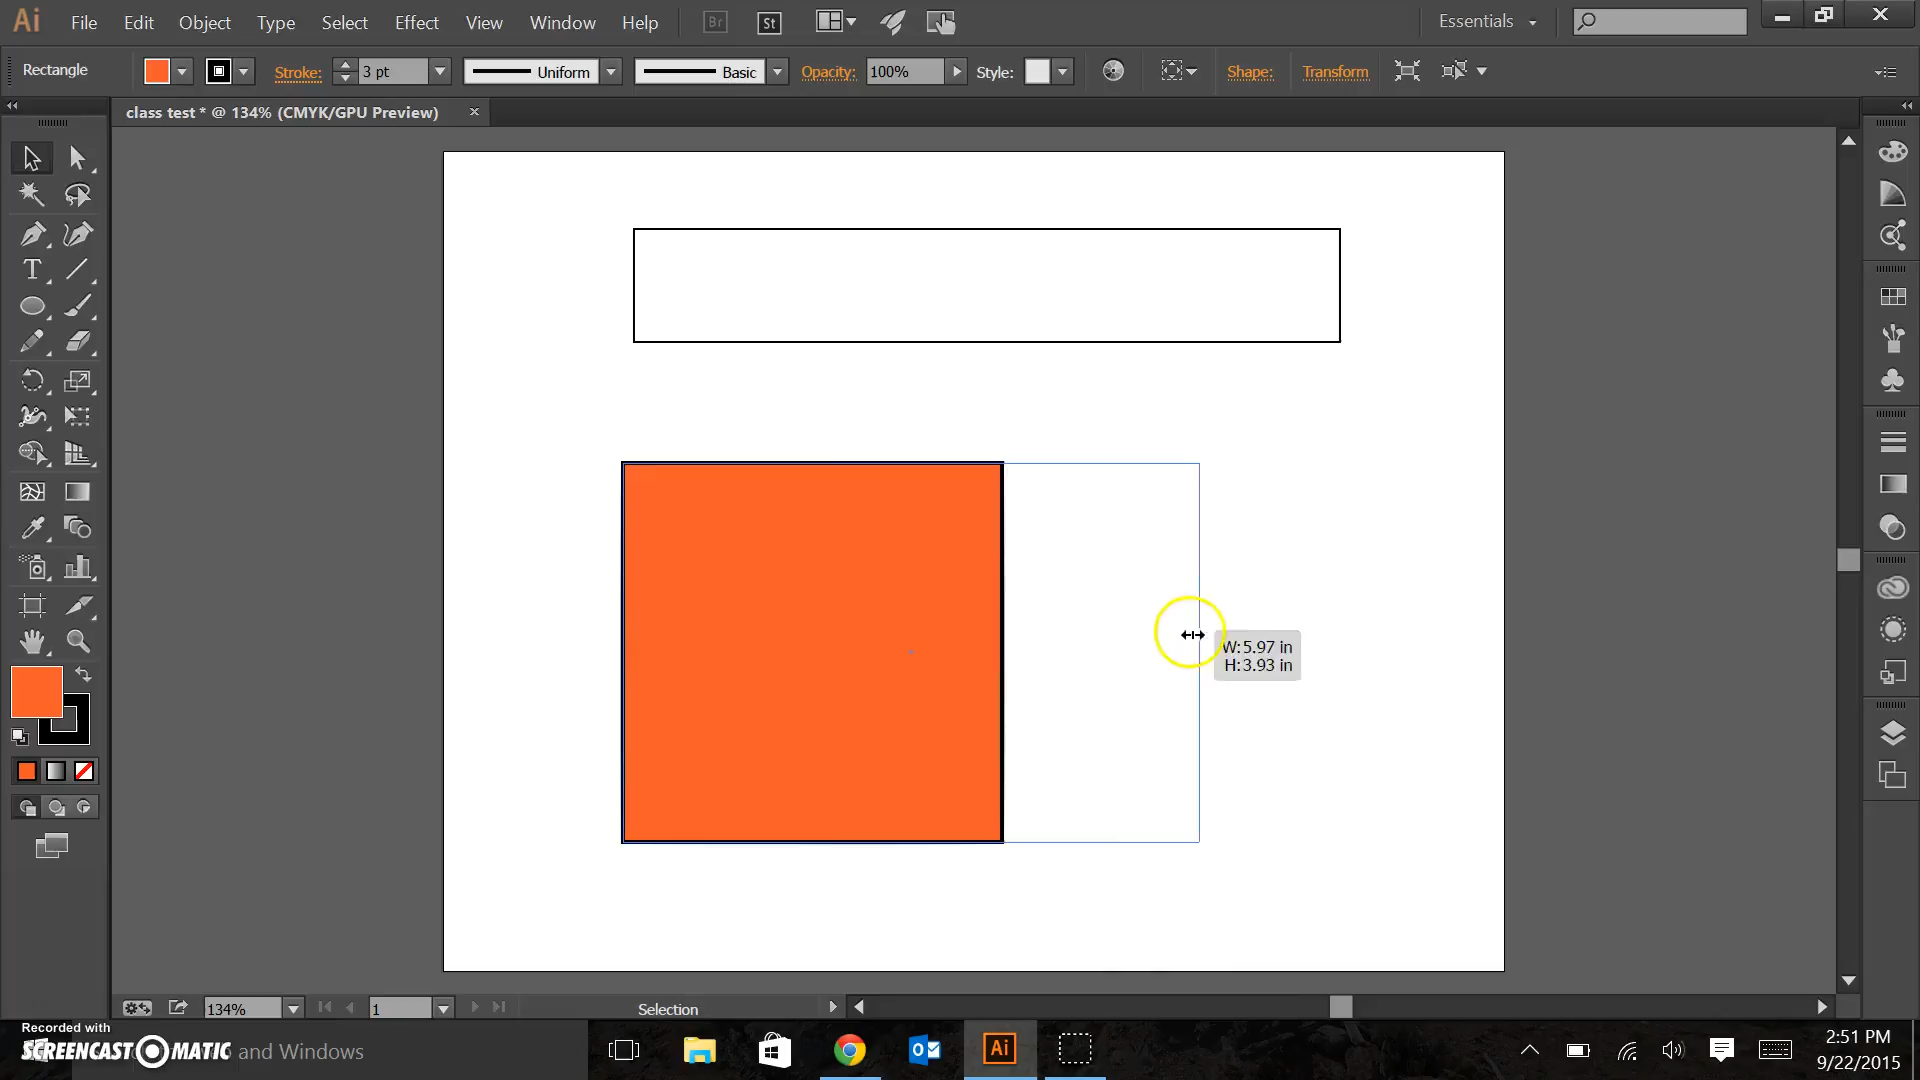 Ai File Edit Object Type Select Effect View Window Help Br St Essentials
Rectangle Stroke: 3 pt Uniform Basic Opacity: 100% Style: Shape: Transform
class test * @ 134% (CMYK/GPU Preview)
T
W: 5.97 in
H: 3.93 in
134% 1 Selection
Recorded with
SCREENCAST MATIC and Windows
Ai
2:51 PM
9/22/2015